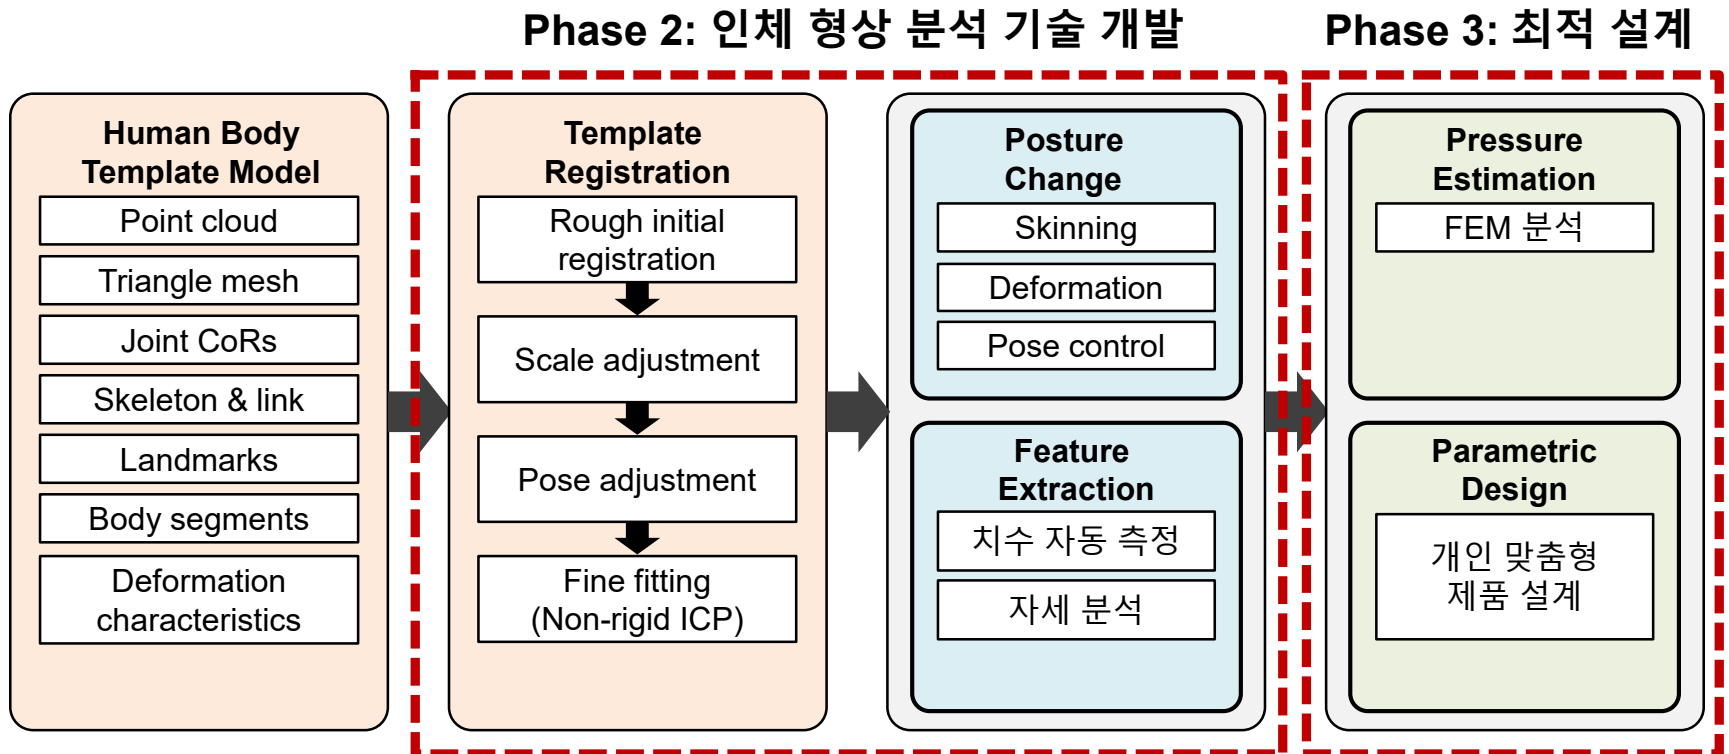 Phase 2: 인체 형상 분석 기술 개발
Phase 3: 최적 설계
Human Body
Template Model
Point cloud
Triangle mesh
Joint CoRs
Skeleton & link
Landmarks
Body segments
Deformation
characteristics
Template
Registration
Rough initial
registration
Scale adjustment
Pose adjustment
Fine fitting
(Non-rigid ICP)
Posture
Change
Skinning
Deformation
Pose control
Feature
Extraction
치수 자동 측정
자세 분석
Pressure
Estimation
FEM 분석
Parametric
Design
개인 맞춤형
제품 설계